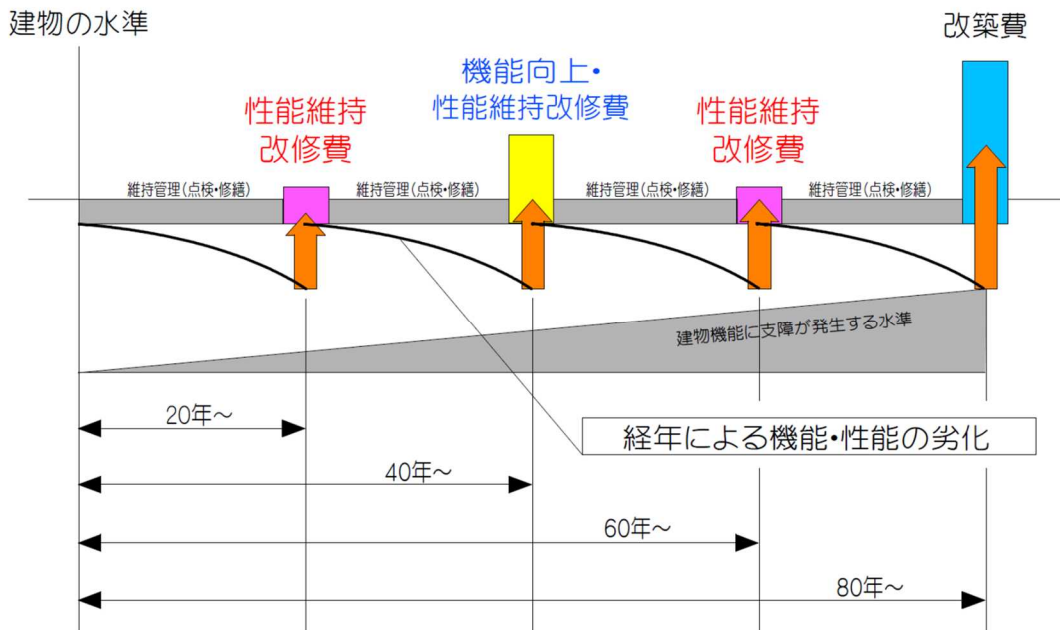 建物の水準
改築費
機能向上・
性能維持改修費
性能維持
改修費
性能維持
改修費
維持管理(点検・修繕)
維持管理(点検・修繕)
維持管理(点検・修繕)
維持管理(点検・修繕)
建物機能に支障が発生する水準
20年～
経年による機能・性能の劣化
40年～
60年～
80年～